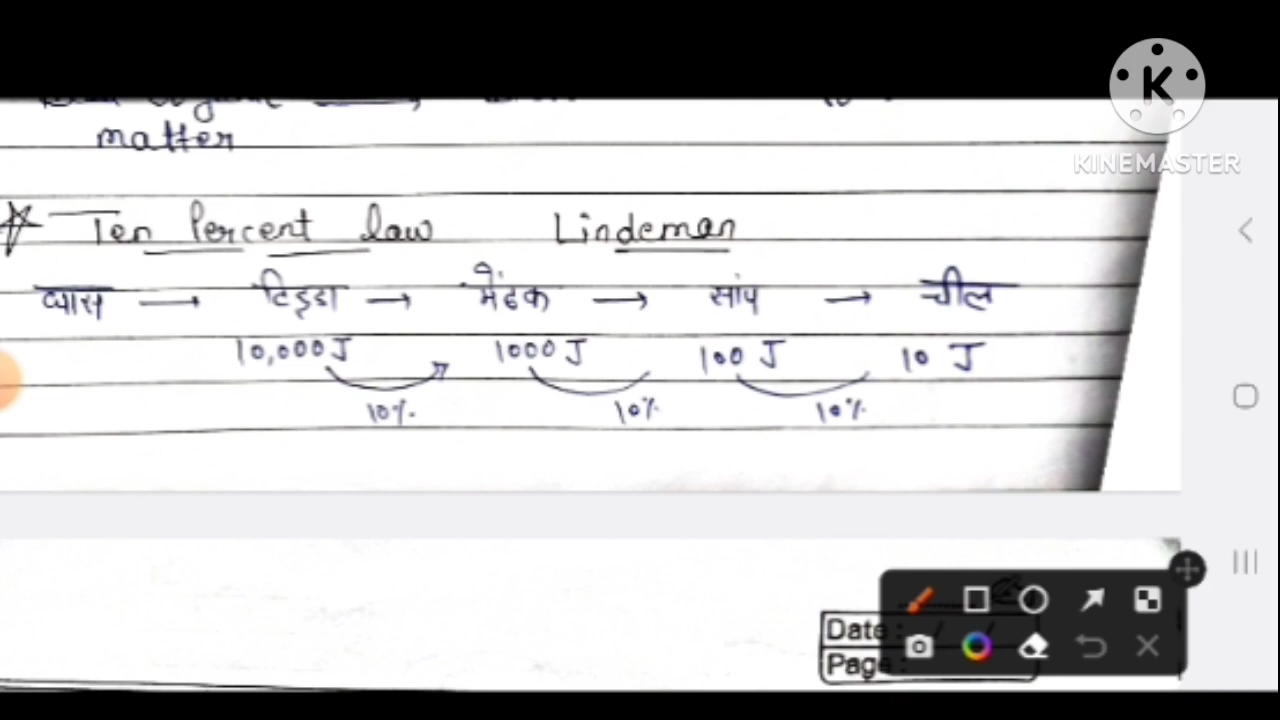 matter
KINEMASTER
Ten Percent law Lindeman
घास → टिड्डा → मेंढक → सांप → चील
10,000 J 1000 J 100 J 10 J
10% 10% 10%
Date :
Page :